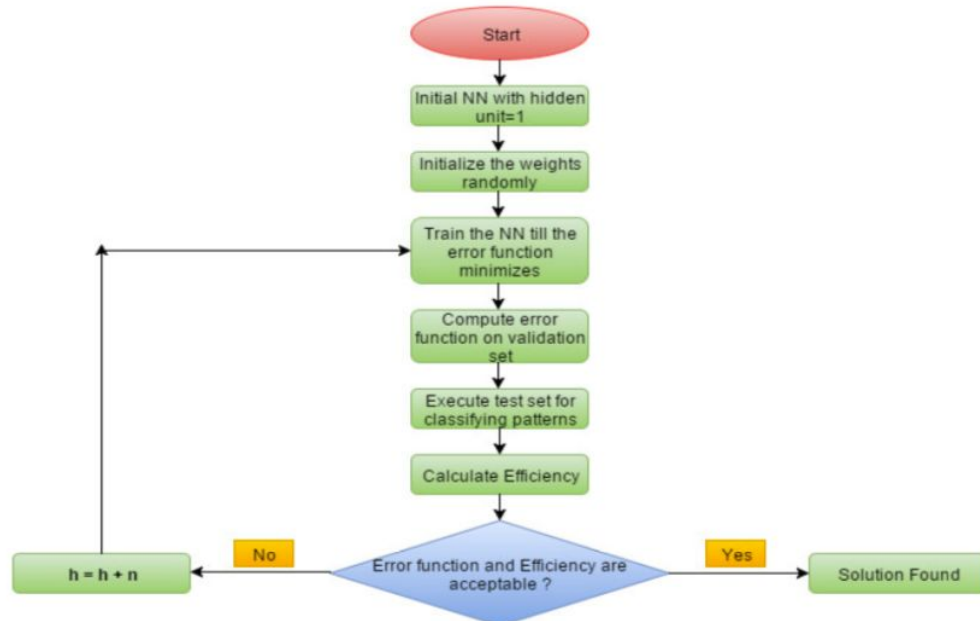 Start
Initial NN with hidden
unit=1
Initialize the weights
randomly
Train the NN till the
error function
minimizes
Compute error
function on validation
set
Execute test set for
classifying patterns
Calculate Efficiency
No
Yes
h = h + n
Error function and Efficiency are
acceptable ?
Solution Found